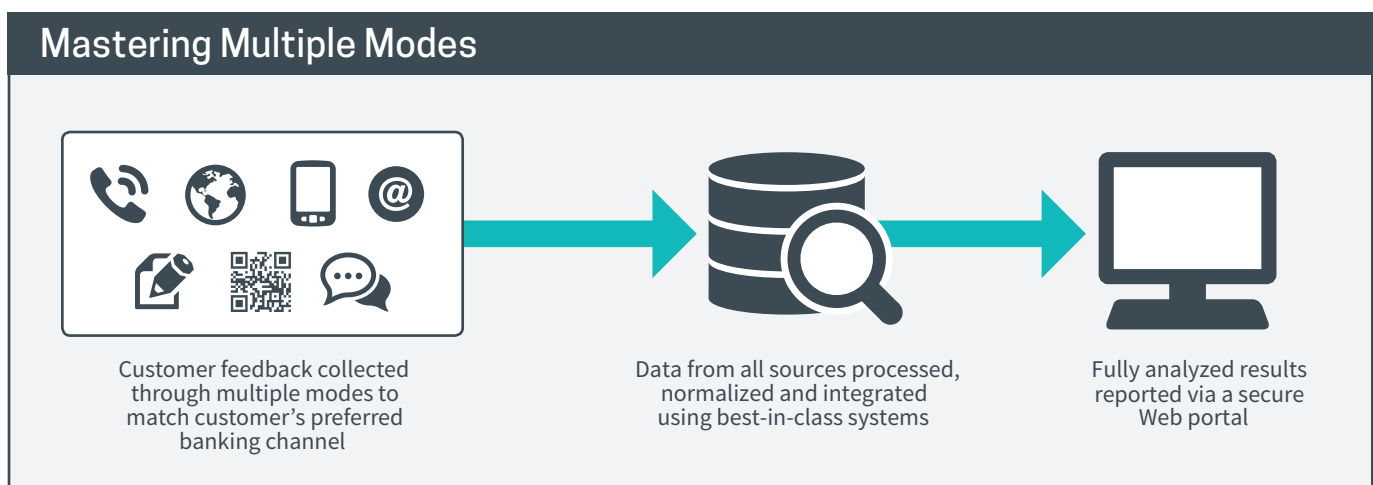 Mastering Multiple Modes
@
Customer feedback collected
through multiple modes to
match customer’s preferred
banking channel
Data from all sources processed,
normalized and integrated
using best-in-class systems
Fully analyzed results
reported via a secure
Web portal